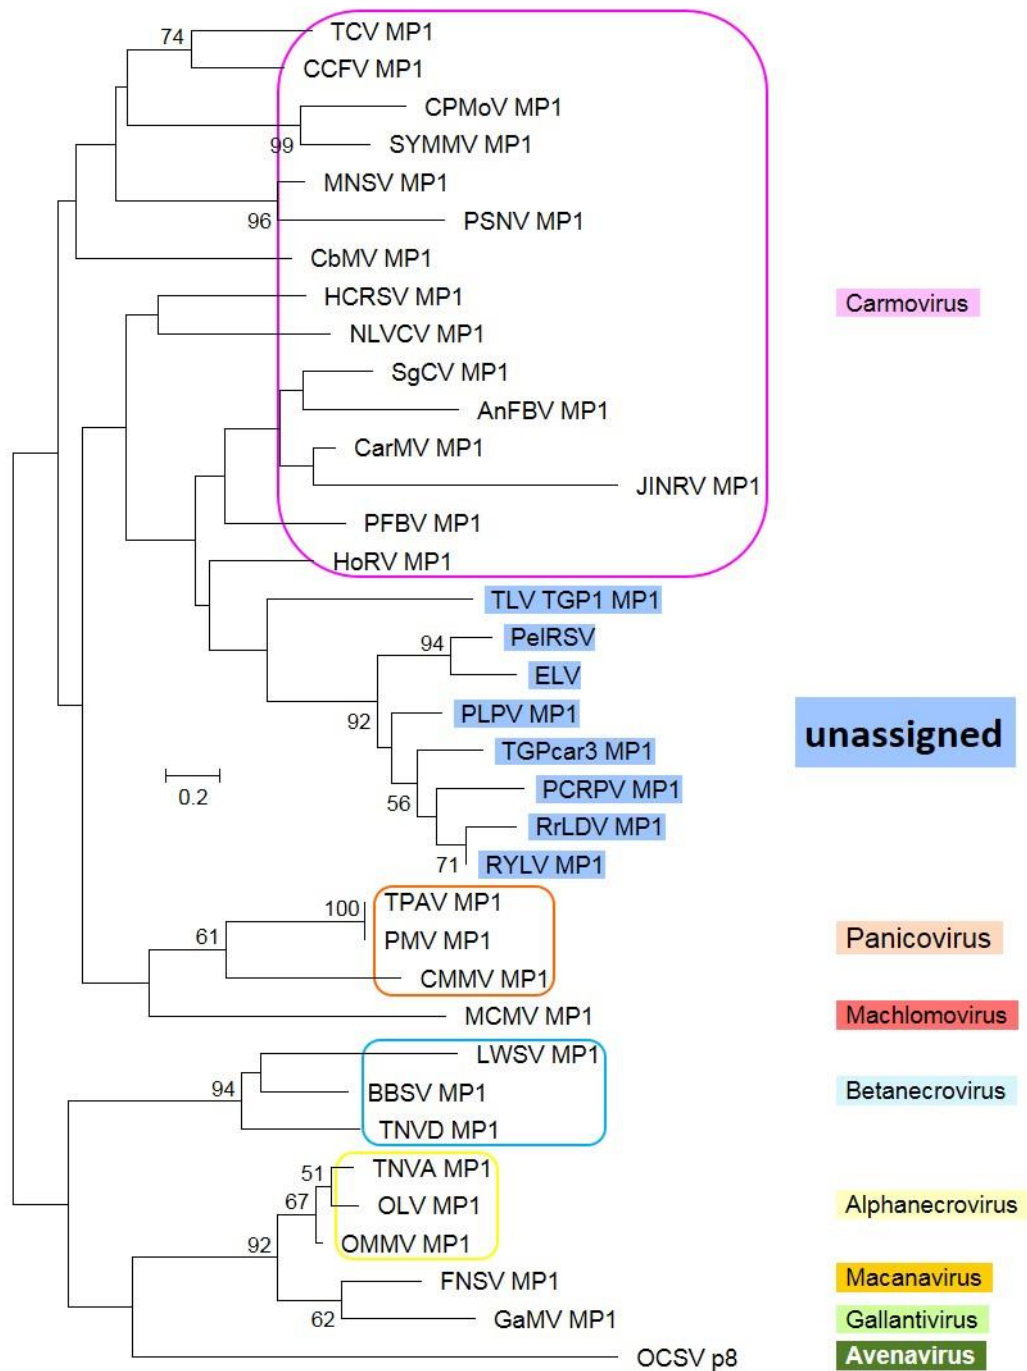 74
TCV MP1
CCFV MP1
CPMoV MP1
99
SYMMV MP1
MNSV MP1
96
PSNV MP1
CbMV MP1
HCRSV MP1
Carmovirus
NLVCV MP1
SgCV MP1
AnFBV MP1
CarMV MP1
JINRV MP1
PFBV MP1
HoRV MP1
TLV TGP1 MP1
94
PelRSV
ELV
92
PLPV MP1
unassigned
TGPcar3 MP1
0.2
56
PCRPV MP1
RrLDV MP1
71
RYLV MP1
100
TPAV MP1
61
PMV MP1
Panicovirus
CMMV MP1
MCMV MP1
Machlomovirus
LWSV MP1
94
BBSV MP1
Betanecrovirus
TNVD MP1
51
TNVA MP1
67
OLV MP1
Alphanecrovirus
92
OMMV MP1
FNSV MP1
Macanavirus
62
GaMV MP1
Gallantivirus
OCSV p8
Avenavirus